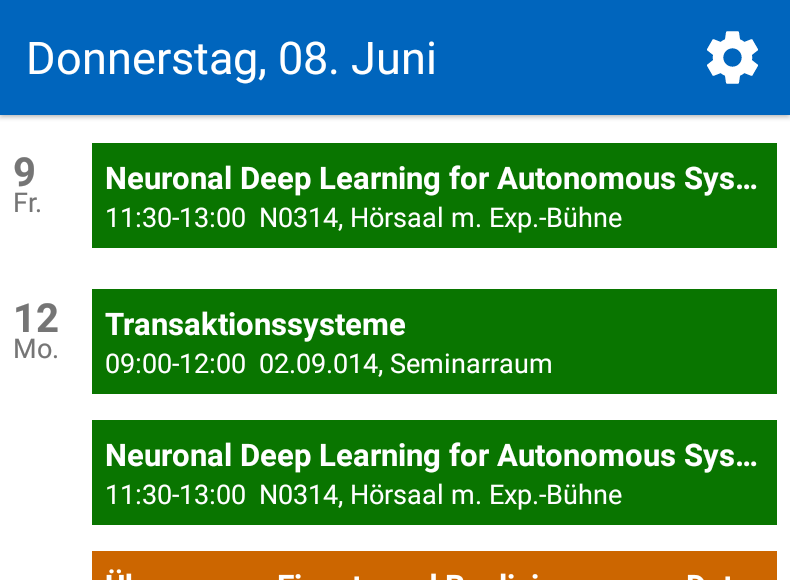 Donnerstag, 08. Juni
9
Fr.
Neuronal Deep Learning for Autonomous Sys…
11:30-13:00 N0314, Hörsaal m. Exp.-Bühne
12
Mo.
Transaktionssysteme
09:00-12:00 02.09.014, Seminarraum
Neuronal Deep Learning for Autonomous Sys…
11:30-13:00 N0314, Hörsaal m. Exp.-Bühne